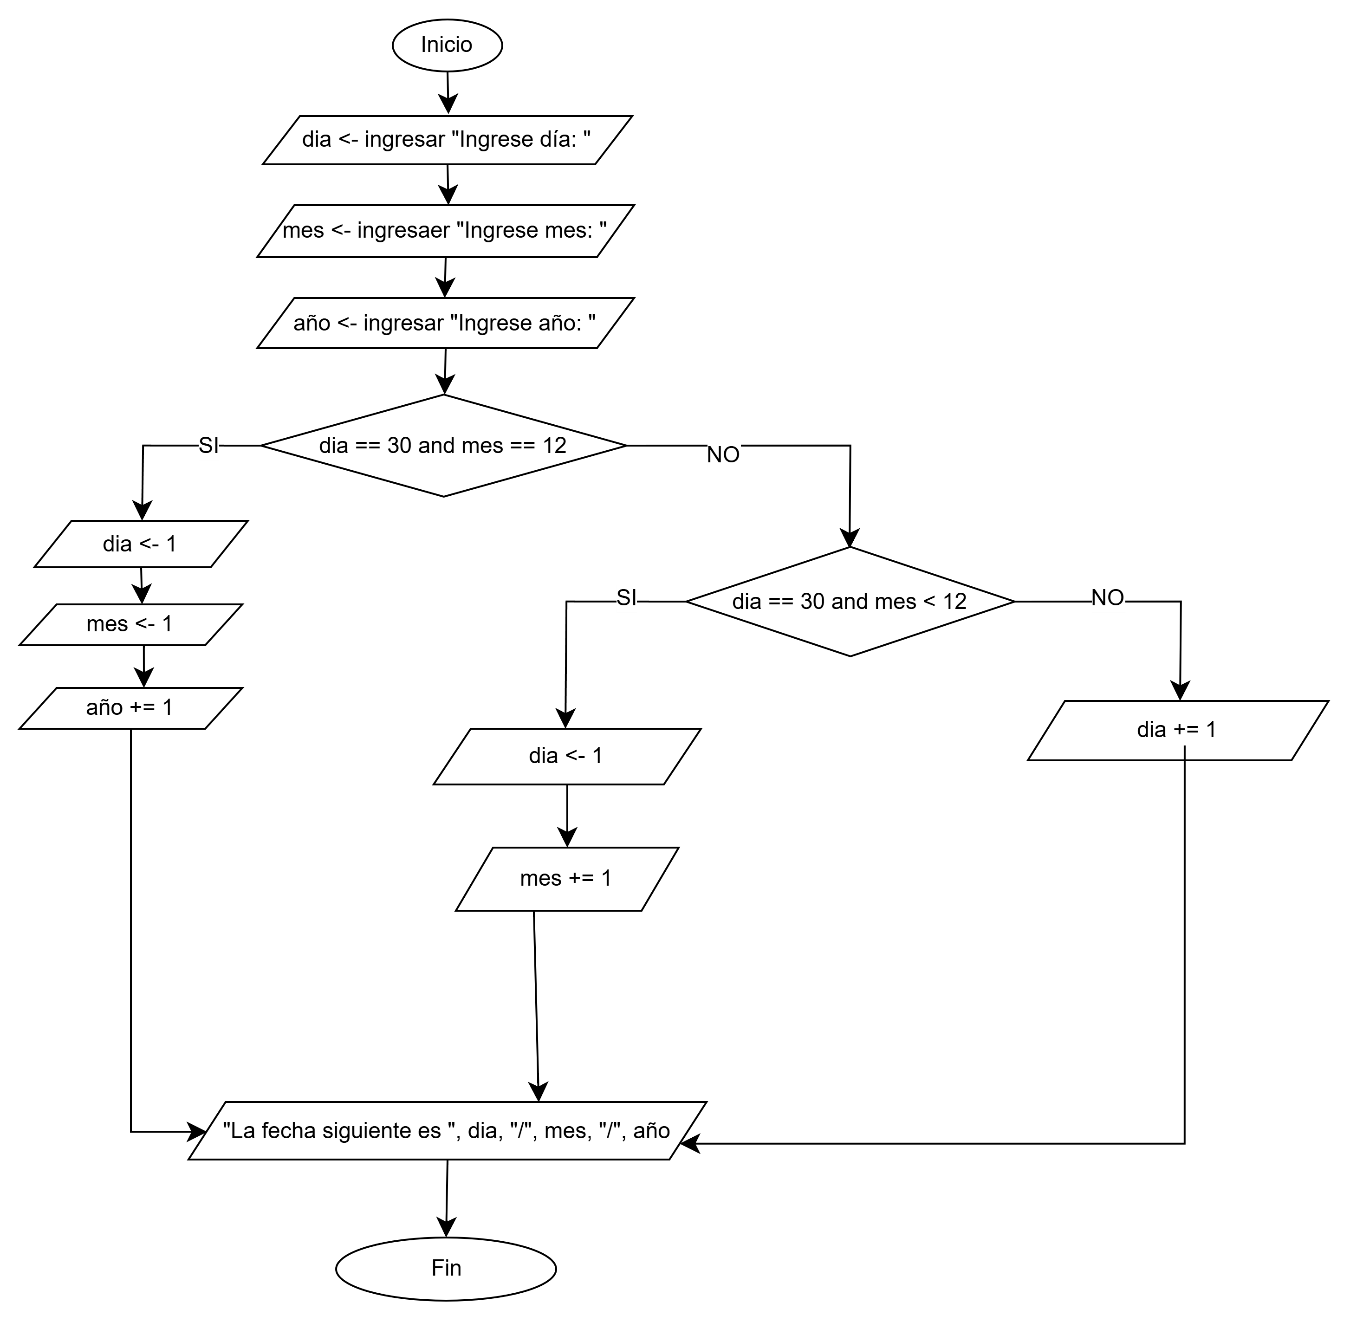 Inicio
dia <- ingresar "Ingrese día: "
mes <- ingresaer "Ingrese mes: "
año <- ingresar "Ingrese año: "
dia == 30 and mes == 12
SI
NO
dia <- 1
mes <- 1
año += 1
dia == 30 and mes < 12
SI
NO
dia <- 1
mes += 1
dia += 1
"La fecha siguiente es ", dia, "/", mes, "/", año
Fin